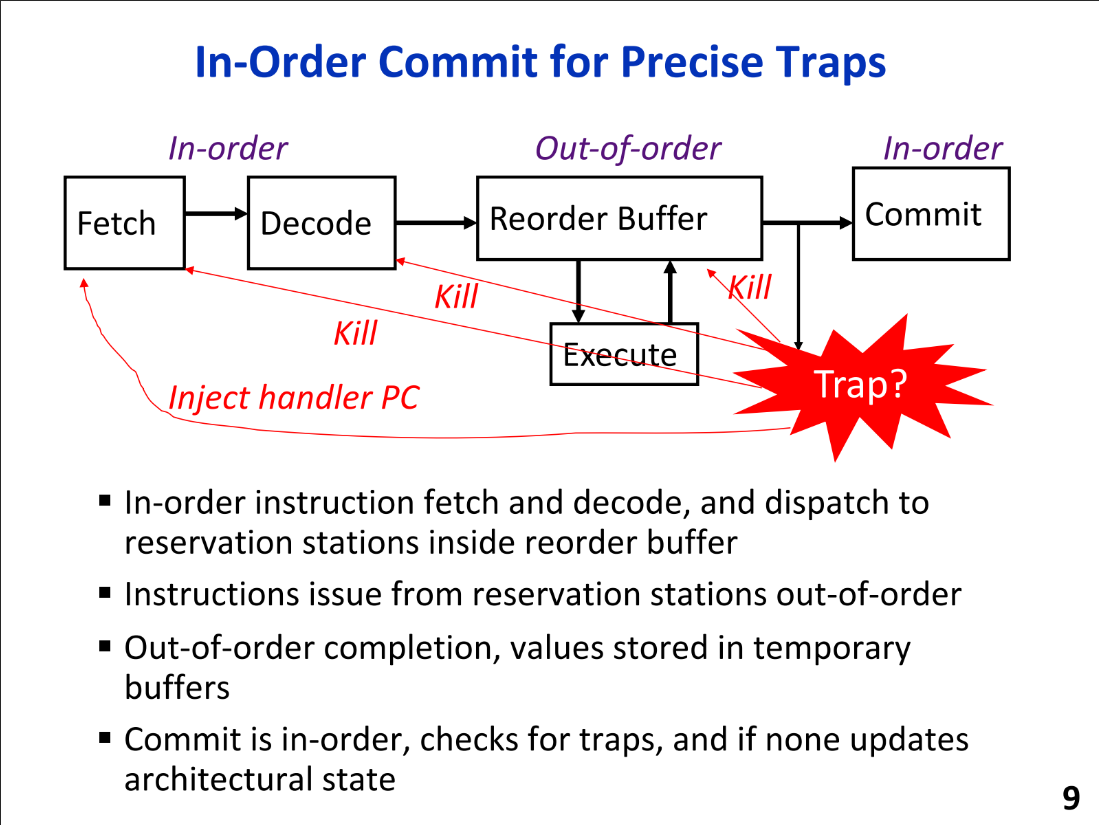 In-Order Commit for Precise Traps
In-order
Out-of-order
In-order
Fetch
Decode
Reorder Buffer
Commit
Kill
Kill
Kill
Execute
Trap?
Inject handler PC
▪ In-order instruction fetch and decode, and dispatch to
reservation stations inside reorder buffer
▪ Instructions issue from reservation stations out-of-order
▪ Out-of-order completion, values stored in temporary
buffers
▪ Commit is in-order, checks for traps, and if none updates
architectural state
9